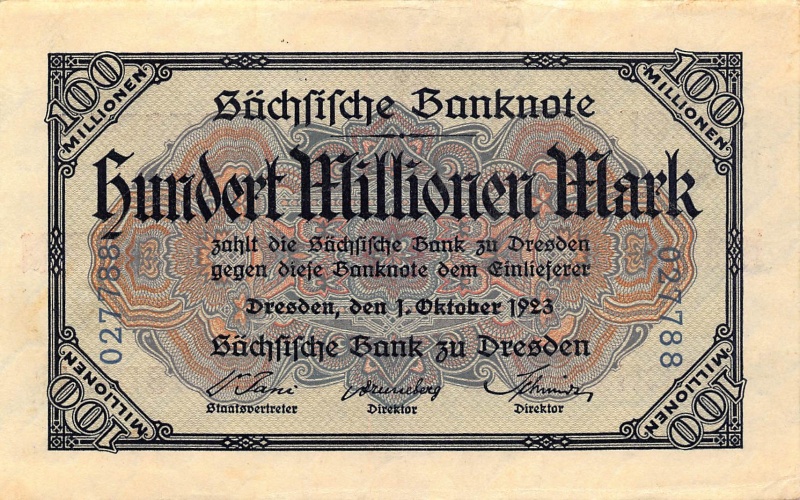 100 MILLIONEN
100 MILLIONEN
Sächsische Banknote
Hundert Millionen Mark
zahlt die Sächsische Bank zu Dresden
gegen diese Banknote dem Einlieferer
027788
027788
Dresden, den 1. Oktober 1923
Sächsische Bank zu Dresden
Staatsvertreter
Direktor
Direktor
100 MILLIONEN
100 MILLIONEN